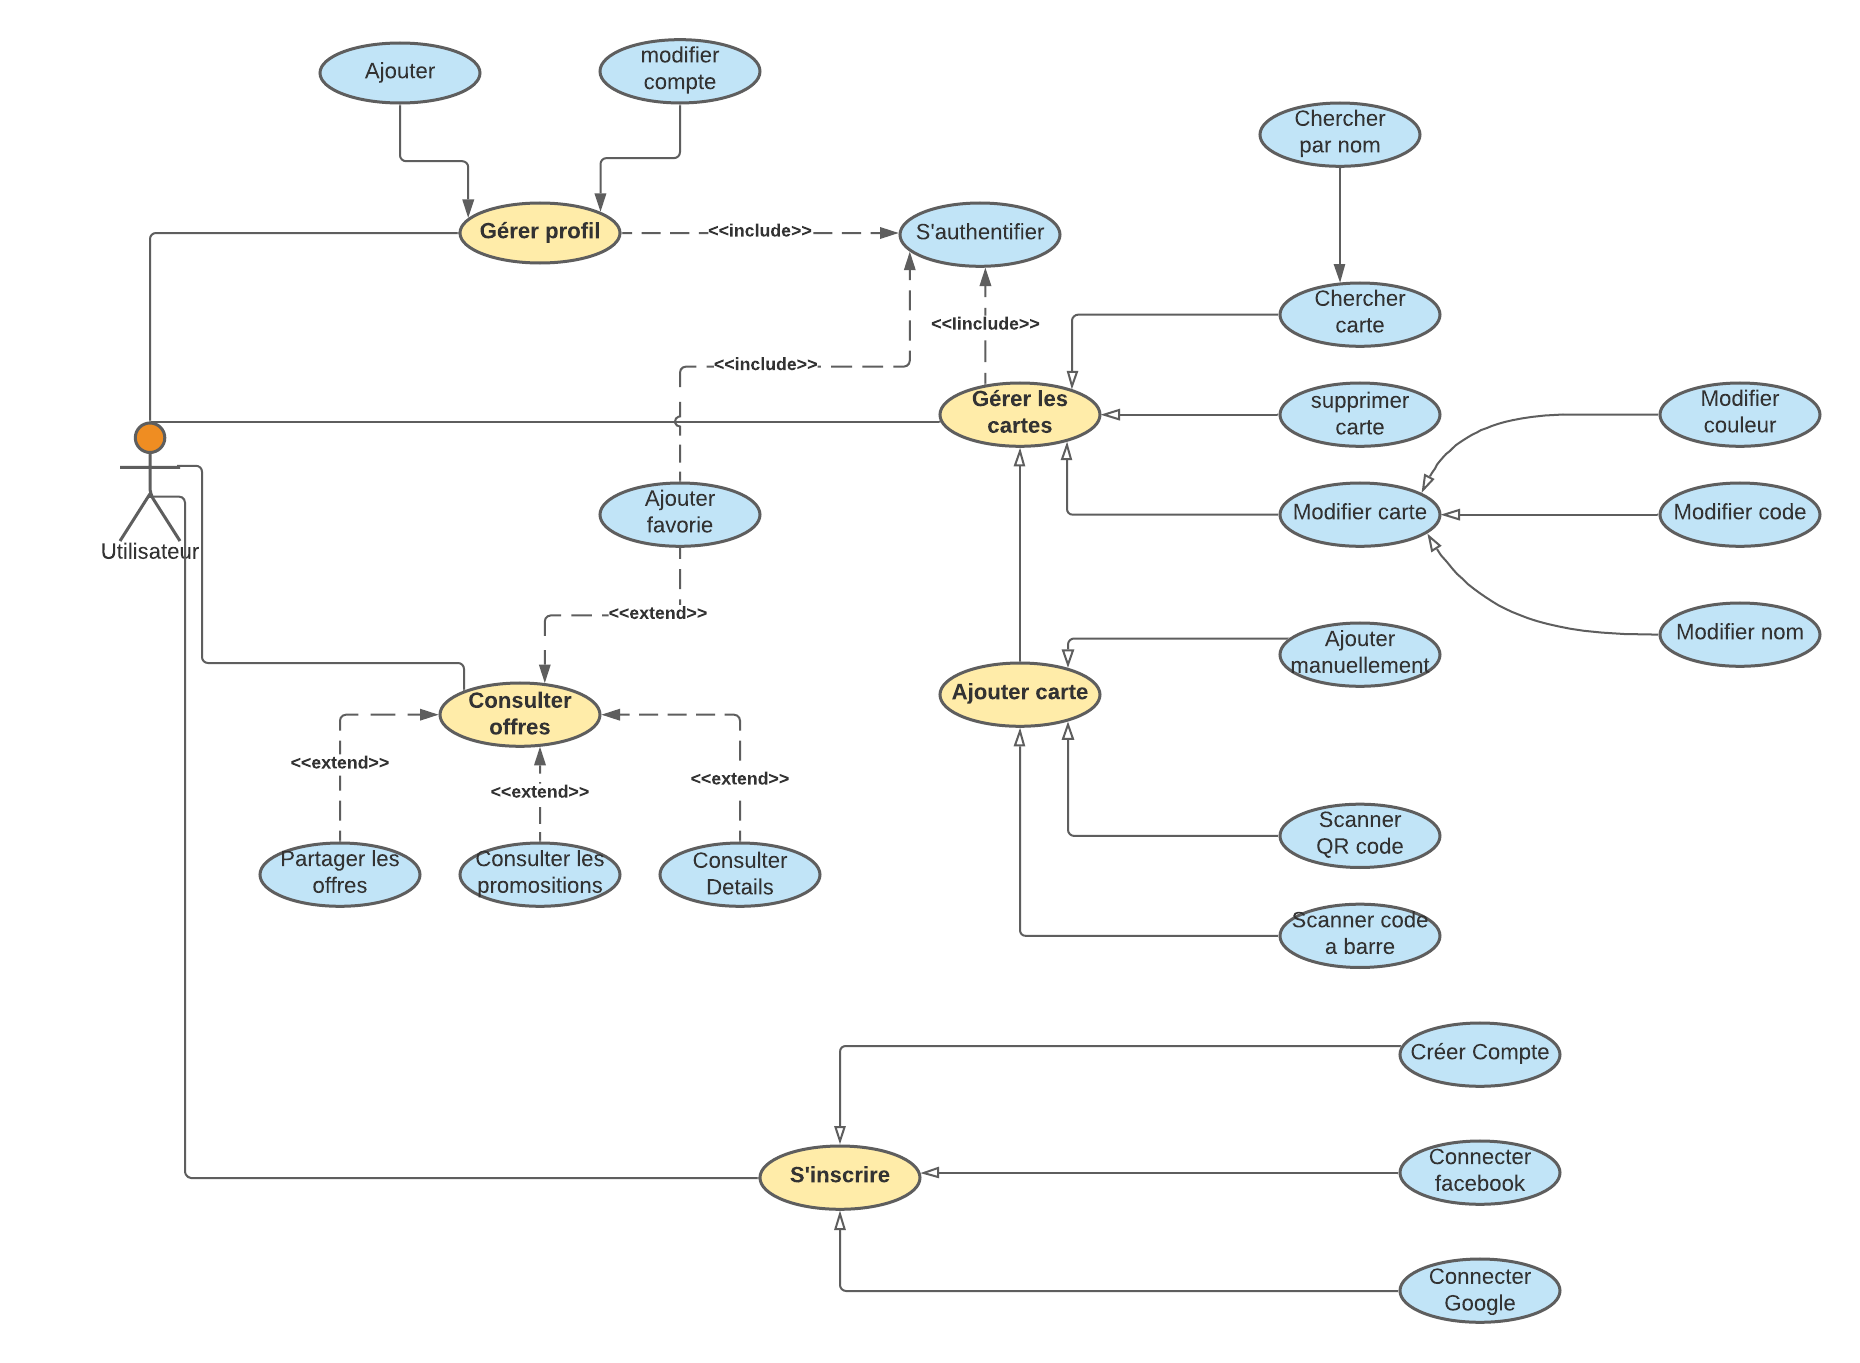 Ajouter
modifier
compte
Chercher
par nom
Gérer profil
<<include>>
S'authentifier
Chercher
carte
<<Iinclude>>
<<include>>
Gérer les
cartes
supprimer
carte
Modifier
couleur
Ajouter
favorie
Modifier carte
Modifier code
Utilisateur
<<extend>>
Modifier nom
Ajouter
manuellement
Consulter
offres
Ajouter carte
<<extend>>
<<extend>>
<<extend>>
Scanner
QR code
Partager les
offres
Consulter les
promositions
Consulter
Details
Scanner code
a barre
Créer Compte
S'inscrire
Connecter
facebook
Connecter
Google